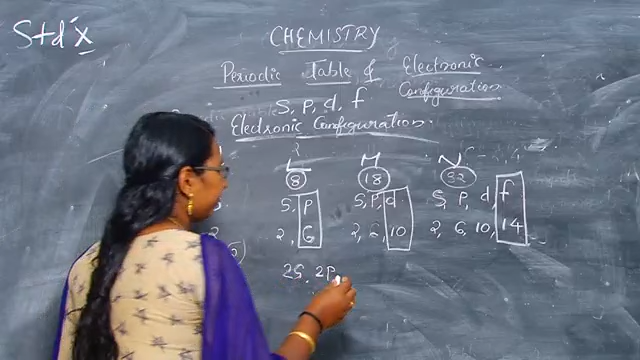 Std X
CHEMISTRY
Periodic Table & Electronic
Configuration
S, P, d, f
Electronic Configuration
L M N
8 18 32
S, P S, P, d S, P, d, f
2, 6 2, 6, 10 2, 6, 10, 14
2S, 2P